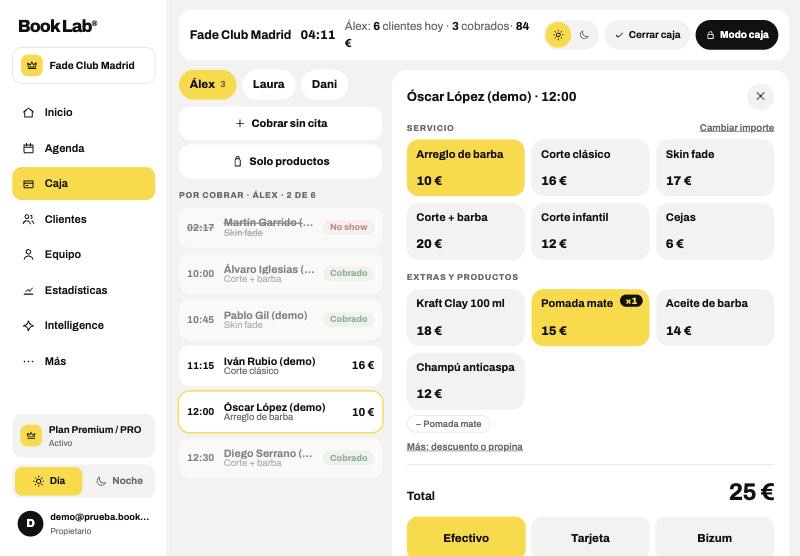 BookLab®
Fade Club Madrid
Inicio
Agenda
Caja
Clientes
Equipo
Estadísticas
Intelligence
Más
Plan Premium / PRO
Activo
Día
Noche
D
demo@prueba.book...
Propietario
Fade Club Madrid 04:11 Álex: 6 clientes hoy · 3 cobrados · 84
€
Cerrar caja
Modo caja
Álex 3
Laura
Dani
+ Cobrar sin cita
Solo productos
POR COBRAR · ÁLEX · 2 DE 6
02:17 Martín Garrido (... No show
Skin fade
10:00 Álvaro Iglesias (... Cobrado
Corte + barba
10:45 Pablo Gil (demo) Cobrado
Skin fade
11:15 Iván Rubio (demo) 16 €
Corte clásico
12:00 Óscar López (demo) 10 €
Arreglo de barba
12:30 Diego Serrano (... Cobrado
Corte + barba
Óscar López (demo) · 12:00
SERVICIO
Cambiar importe
Arreglo de barba
10 €
Corte clásico
16 €
Skin fade
17 €
Corte + barba
20 €
Corte infantil
12 €
Cejas
6 €
EXTRAS Y PRODUCTOS
Kraft Clay 100 ml
18 €
Pomada mate ×1
15 €
Aceite de barba
14 €
Champú anticaspa
12 €
− Pomada mate
Más: descuento o propina
Total 25 €
Efectivo
Tarjeta
Bizum